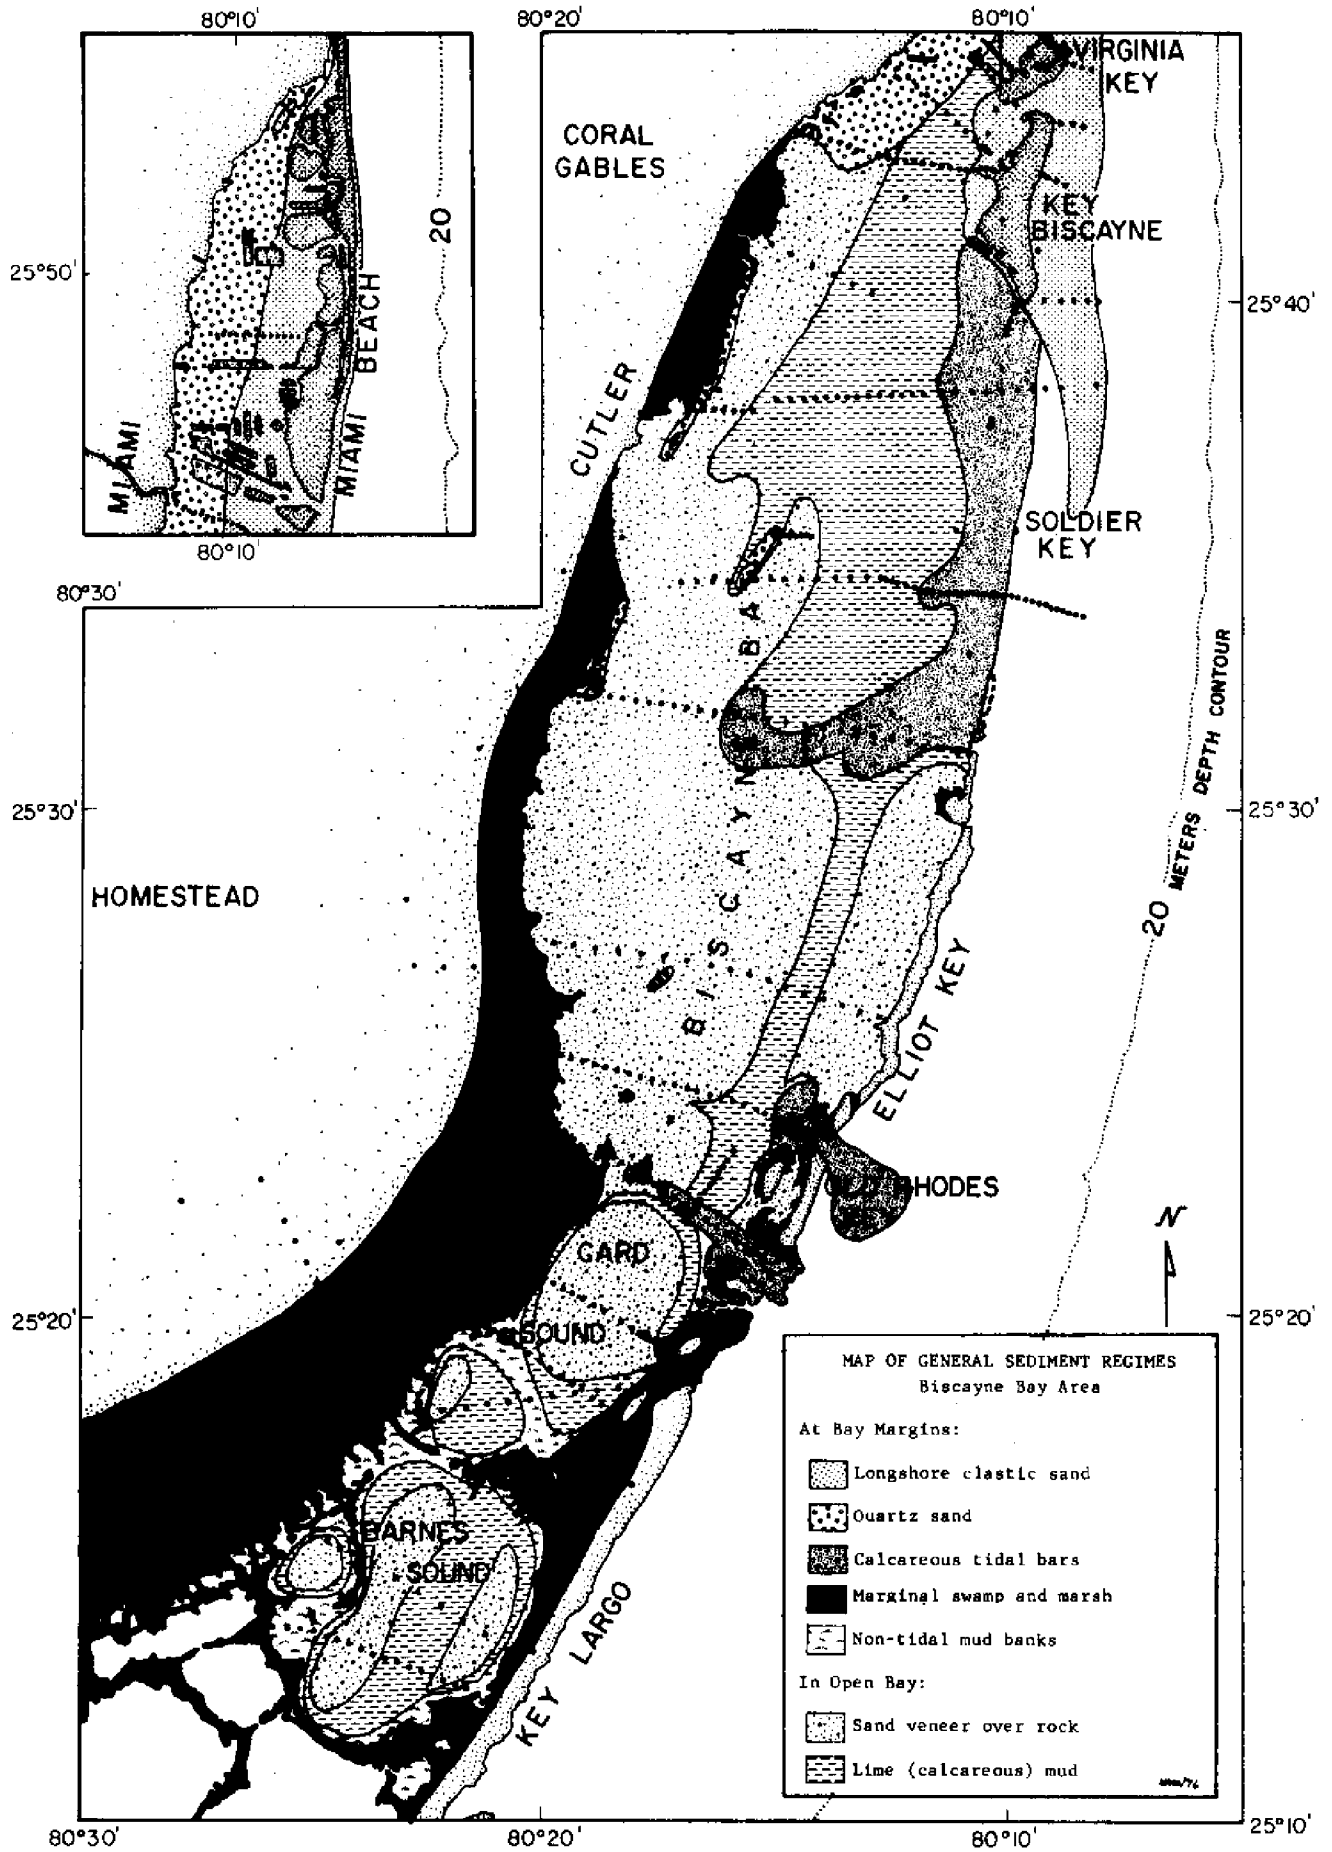 80°10'
80°20'
80°10'
VIRGINIA
KEY
CORAL
GABLES
KEY
BISCAYNE
20
25°50'
25°40'
BEACH
MIAMI
MIAMI
CUTLER
80°10'
SOLDIER
KEY
80°30'
BISCAYNE BA
20 METERS DEPTH CONTOUR
25°30'
25°30'
HOMESTEAD
ELLIOT KEY
OLD RHODES
N
CARD
SOUND
25°20'
25°20'
BARNES
SOUND
KEY LARGO
MAP OF GENERAL SEDIMENT REGIMES
Biscayne Bay Area
At Bay Margins:
Longshore clastic sand
Quartz sand
Calcareous tidal bars
Marginal swamp and marsh
Non-tidal mud banks
In Open Bay:
Sand veneer over rock
Lime (calcareous) mud
80°30'
80°20'
80°10'
25°10'